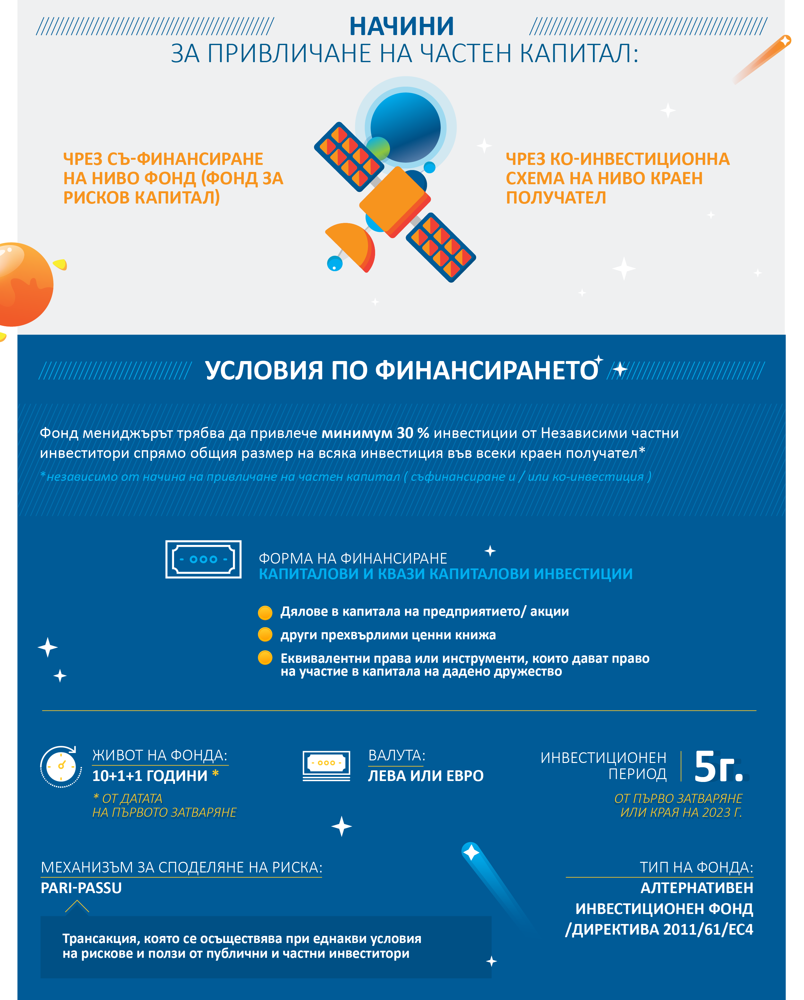 НАЧИНИ
ЗА ПРИВЛИЧАНЕ НА ЧАСТЕН КАПИТАЛ:
ЧРЕЗ СЪ-ФИНАНСИРАНЕ
НА НИВО ФОНД (ФОНД ЗА
РИСКОВ КАПИТАЛ)
ЧРЕЗ КО-ИНВЕСТИЦИОННА
СХЕМА НА НИВО КРАЕН
ПОЛУЧАТЕЛ
УСЛОВИЯ ПО ФИНАНСИРАНЕТО
Фонд мениджърът трябва да привлече минимум 30 % инвестиции от Независими частни
инвеститори спрямо общия размер на всяка инвестиция във всеки краен получател*
*независимо от начина на привличане на частен капитал ( съфинансиране и / или ко-инвестиция )
ФОРМА НА ФИНАНСИРАНЕ
КАПИТАЛОВИ И КВАЗИ КАПИТАЛОВИ ИНВЕСТИЦИИ
Дялове в капитала на предприятието/ акции
други прехвърлими ценни книжа
Еквивалентни права или инструменти, които дават право
на участие в капитала на дадено дружество
ЖИВОТ НА ФОНДА:
10+1+1 ГОДИНИ *
* ОТ ДАТАТА
НА ПЪРВОТО ЗАТВАРЯНЕ
ВАЛУТА:
ЛЕВА ИЛИ ЕВРО
ИНВЕСТИЦИОНЕН
ПЕРИОД
5г.
ОТ ПЪРВО ЗАТВАРЯНЕ
ИЛИ КРАЯ НА 2023 Г.
МЕХАНИЗЪМ ЗА СПОДЕЛЯНЕ НА РИСКА:
PARI-PASSU
Трансакция, която се осъществява при еднакви условия
на рискове и ползи от публични и частни инвеститори
ТИП НА ФОНДА:
АЛТЕРНАТИВЕН
ИНВЕСТИЦИОНЕН ФОНД
/ДИРЕКТИВА 2011/61/ЕС4